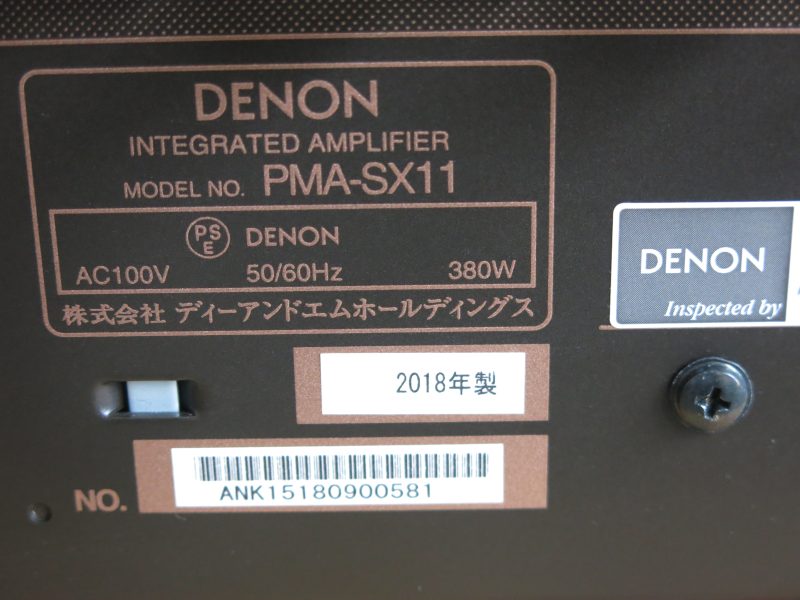 DENON
INTEGRATED AMPLIFIER
MODEL NO. PMA-SX11
PS
E
DENON
AC100V 50/60Hz 380W
株式会社 ディーアンドエムホールディングス
DENON
Inspected by
2018年製
NO. ANK15180900581